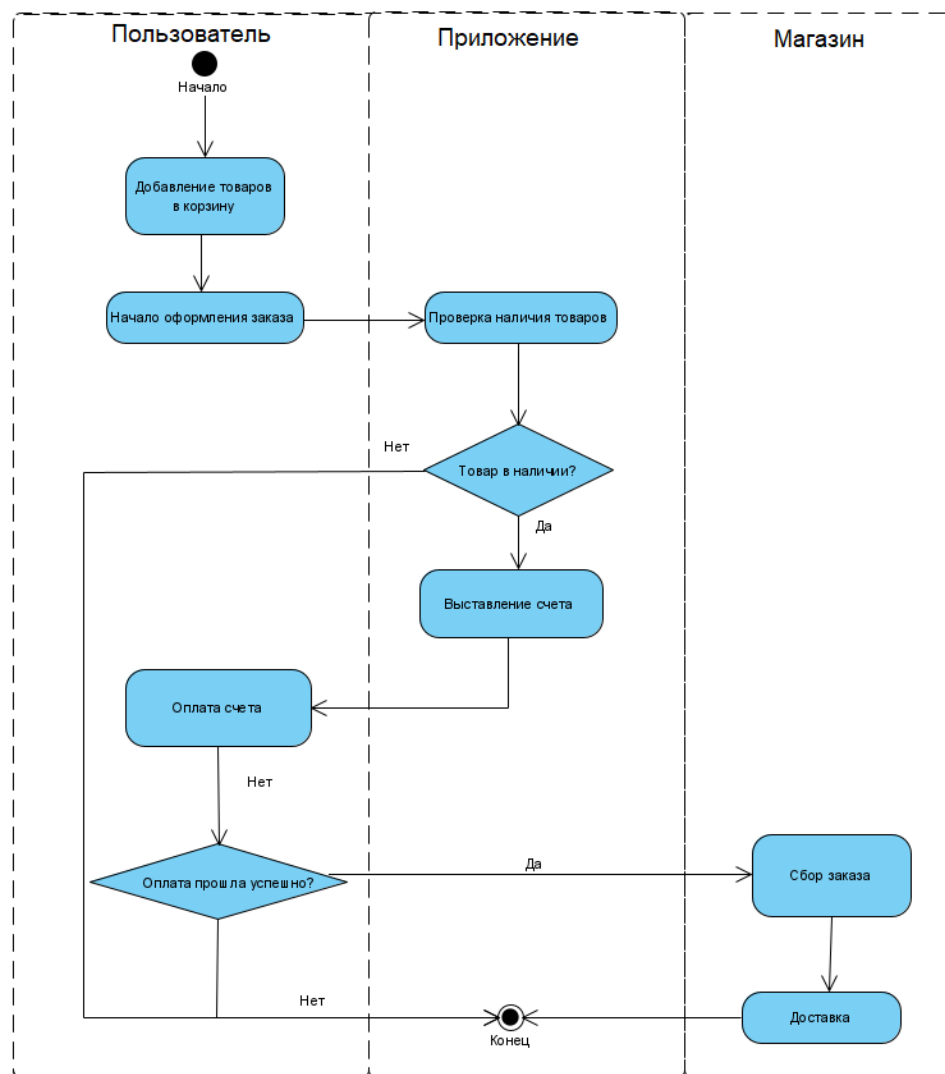 Пользователь
Приложение
Магазин
Начало
Добавление товаров
в корзину
Начало оформления заказа
Проверка наличия товаров
Нет
Товар в наличии?
Да
Выставление счета
Оплата счета
Нет
Оплата прошла успешно?
Да
Сбор заказа
Нет
Доставка
Конец